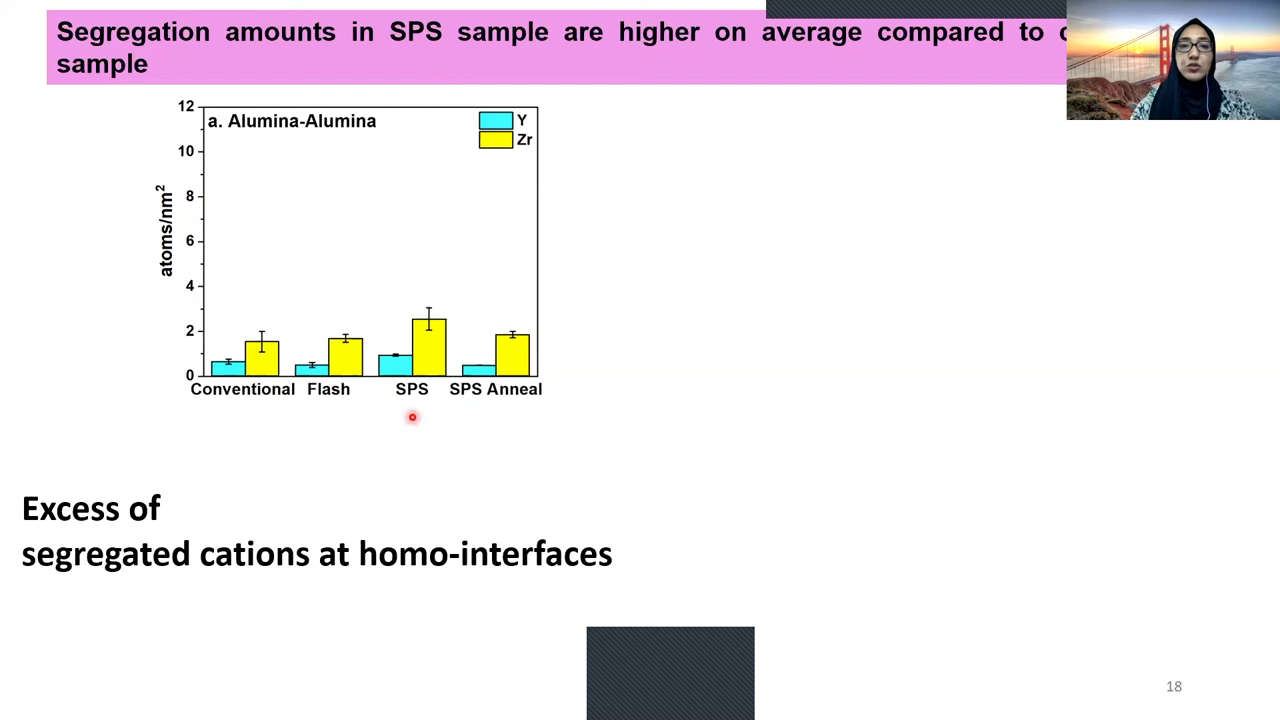 Segregation amounts in SPS sample are higher on average compared to
sample
12
a. Alumina-Alumina
Y
Zr
10
8
6
4
2
0
atoms/nm²
Conventional Flash SPS SPS Anneal
Excess of
segregated cations at homo-interfaces
18